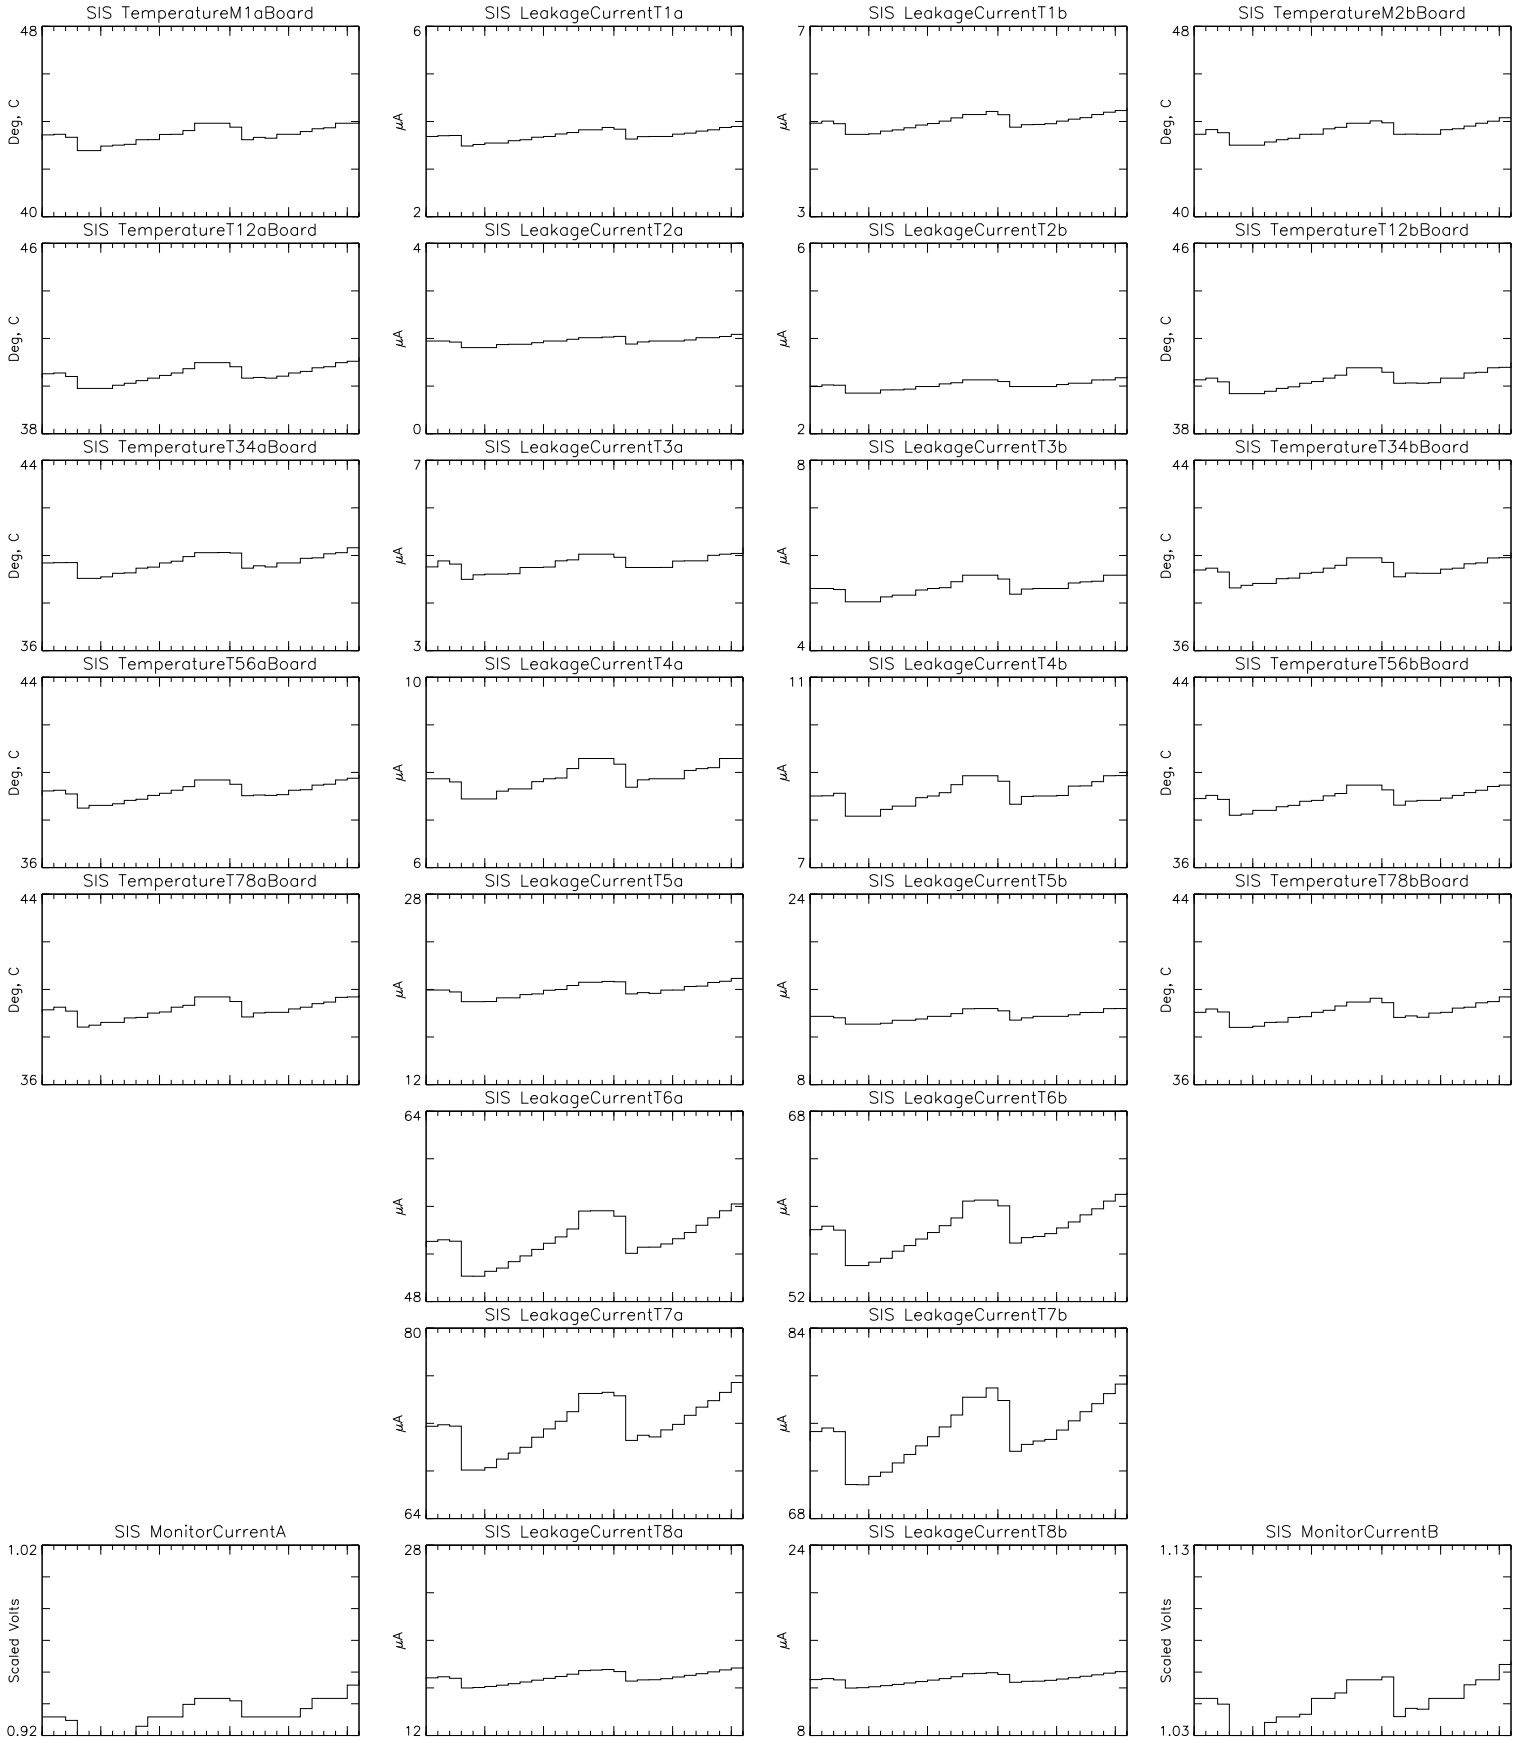 SIS TemperatureM1aBoard
48
Deg, C
40
SIS LeakageCurrentT1a
6
μA
2
SIS LeakageCurrentT1b
7
μA
3
SIS TemperatureM2bBoard
48
Deg, C
40
SIS TemperatureT12aBoard
46
Deg, C
38
SIS LeakageCurrentT2a
4
μA
0
SIS LeakageCurrentT2b
6
μA
2
SIS TemperatureT12bBoard
46
Deg, C
38
SIS TemperatureT34aBoard
44
Deg, C
36
SIS LeakageCurrentT3a
7
μA
3
SIS LeakageCurrentT3b
8
μA
4
SIS TemperatureT34bBoard
44
Deg, C
36
SIS TemperatureT56aBoard
44
Deg, C
36
SIS LeakageCurrentT4a
10
μA
6
SIS LeakageCurrentT4b
11
μA
7
SIS TemperatureT56bBoard
44
Deg, C
36
SIS TemperatureT78aBoard
44
Deg, C
36
SIS LeakageCurrentT5a
28
μA
12
SIS LeakageCurrentT5b
24
μA
8
SIS TemperatureT78bBoard
44
Deg, C
36
SIS LeakageCurrentT6a
64
μA
48
SIS LeakageCurrentT6b
68
μA
52
SIS LeakageCurrentT7a
80
μA
64
SIS LeakageCurrentT7b
84
μA
68
SIS MonitorCurrentA
1.02
Scaled Volts
0.92
SIS LeakageCurrentT8a
28
μA
12
SIS LeakageCurrentT8b
24
μA
8
SIS MonitorCurrentB
1.13
Scaled Volts
1.03